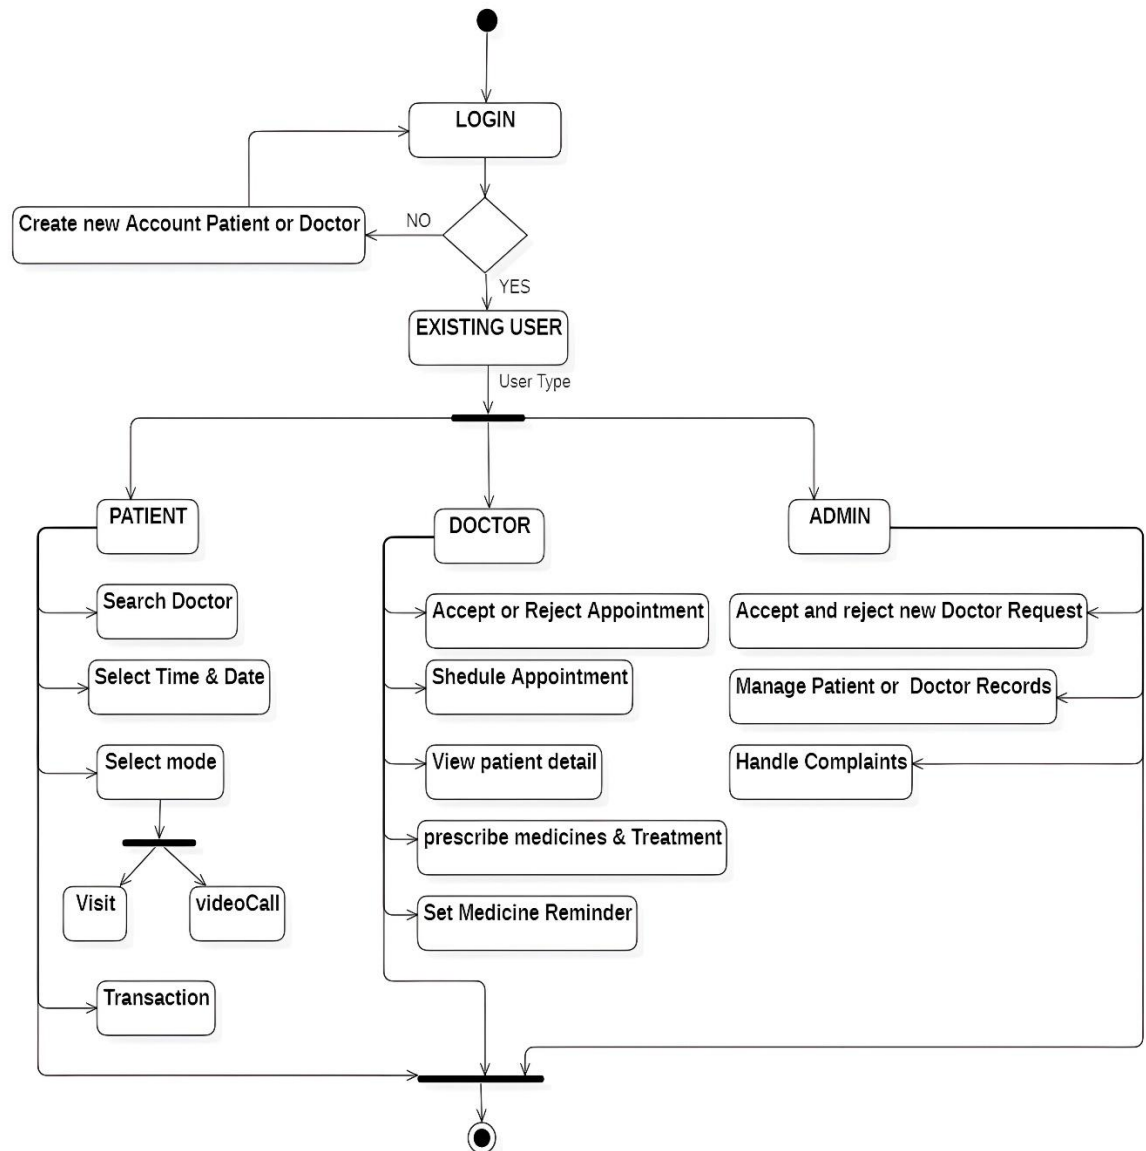 LOGIN
Create new Account Patient or Doctor
NO
YES
EXISTING USER
User Type
PATIENT
DOCTOR
ADMIN
Search Doctor
Accept or Reject Appointment
Accept and reject new Doctor Request
Select Time & Date
Shedule Appointment
Manage Patient or  Doctor Records
Select mode
View patient detail
Handle Complaints
prescribe medicines & Treatment
Visit
videoCall
Set Medicine Reminder
Transaction